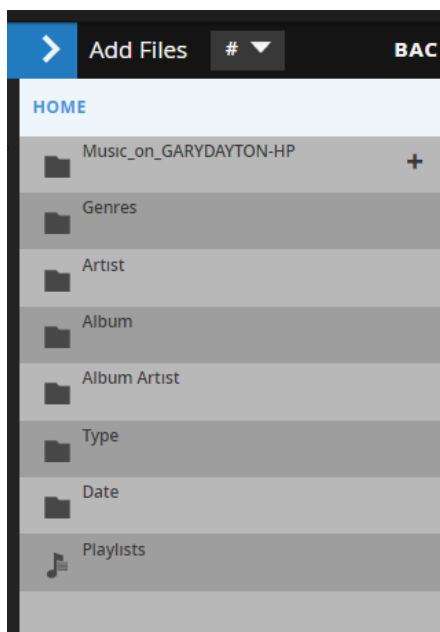 Add Files # BAC
HOME
Music_on_GARYDAYTON-HP +
Genres
Artist
Album
Album Artist
Type
Date
Playlists